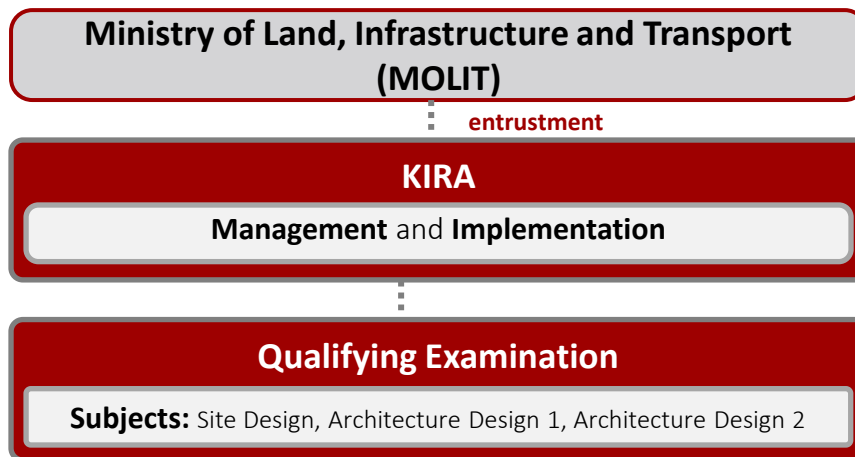 Ministry of Land, Infrastructure and Transport
(MOLIT)
entrustment
KIRA
Management and Implementation
Qualifying Examination
Subjects: Site Design, Architecture Design 1, Architecture Design 2